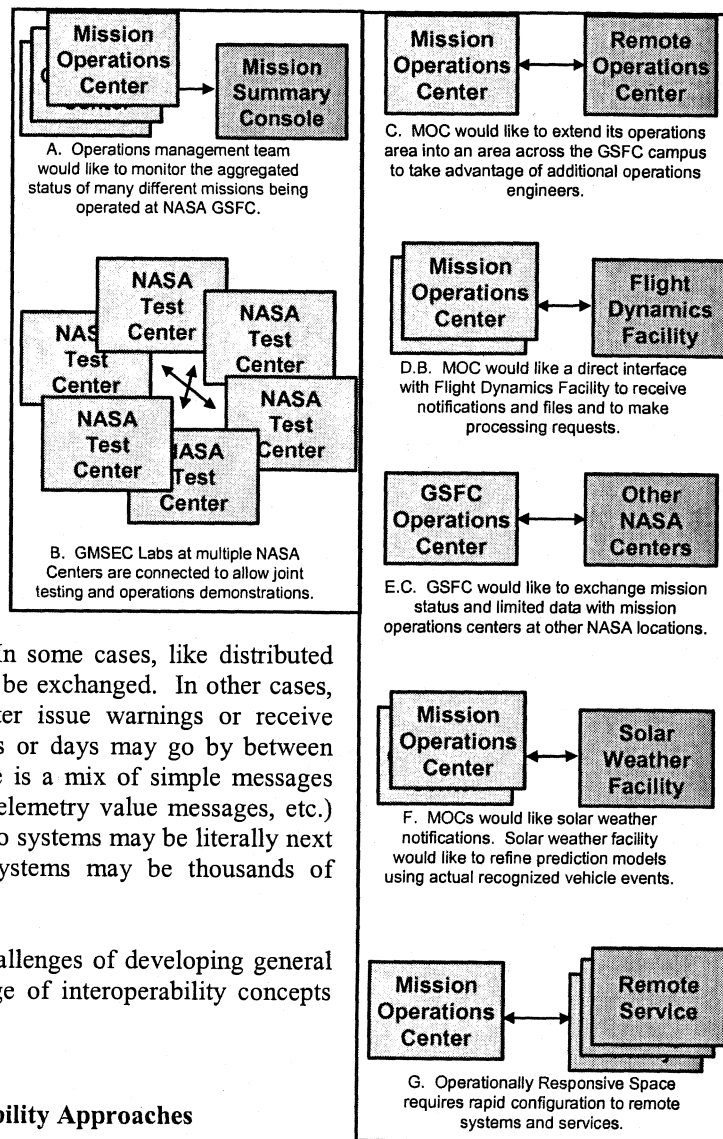 Mission
Operations
Center
Mission
Summary
Console
A. Operations management team
would like to monitor the aggregated
status of many different missions being
operated at NASA GSFC.
NASA
Test
Center
NASA
Test
Center
NAS
Test
Center
NASA
Test
Center
NASA
Test
Center
NASA
Test
Center
B. GMSEC Labs at multiple NASA
Centers are connected to allow joint
testing and operations demonstrations.
In some cases, like distributed
be exchanged. In other cases,
ter issue warnings or receive
s or days may go by between
e is a mix of simple messages
elemetry value messages, etc.)
o systems may be literally next
ystems may be thousands of
allenges of developing general
ge of interoperability concepts
bility Approaches
Mission
Operations
Center
Remote
Operations
Center
C. MOC would like to extend its operations
area into an area across the GSFC campus
to take advantage of additional operations
engineers.
Mission
Operations
Center
Flight
Dynamics
Facility
D.B. MOC would like a direct interface
with Flight Dynamics Facility to receive
notifications and files and to make
processing requests.
GSFC
Operations
Center
Other
NASA
Centers
E.C. GSFC would like to exchange mission
status and limited data with mission
operations centers at other NASA locations.
Mission
Operations
Center
Solar
Weather
Facility
F. MOCs would like solar weather
notifications. Solar weather facility
would like to refine prediction models
using actual recognized vehicle events.
Mission
Operations
Center
Remote
Service
G. Operationally Responsive Space
requires rapid configuration to remote
systems and services.